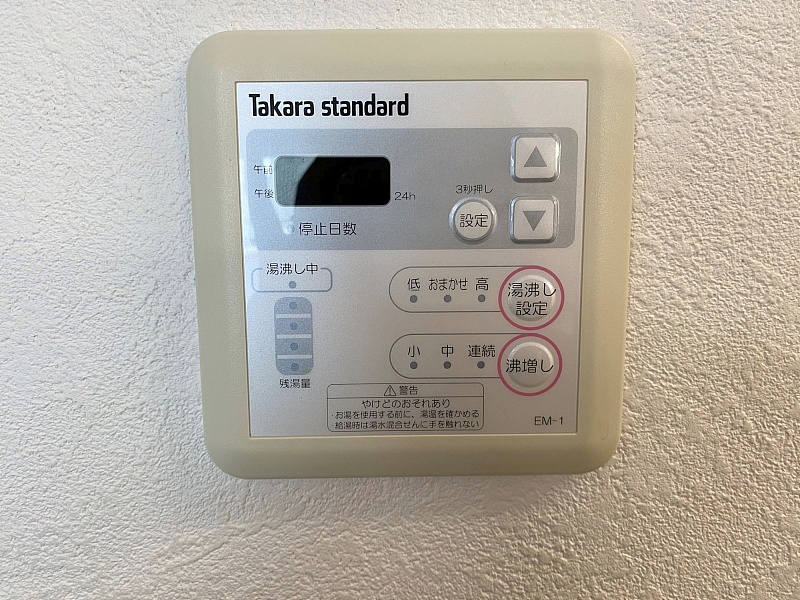 Takara standard
午前
午後
24h
停止日数
3秒押し
設定
湯沸し中
残湯量
低 おまかせ 高
湯沸し
設定
小 中 連続
沸増し
⚠警告
やけどのおそれあり
・お湯を使用する前に、湯温を確かめる
・給湯時は湯水混合せんに手を触れない
EM-1